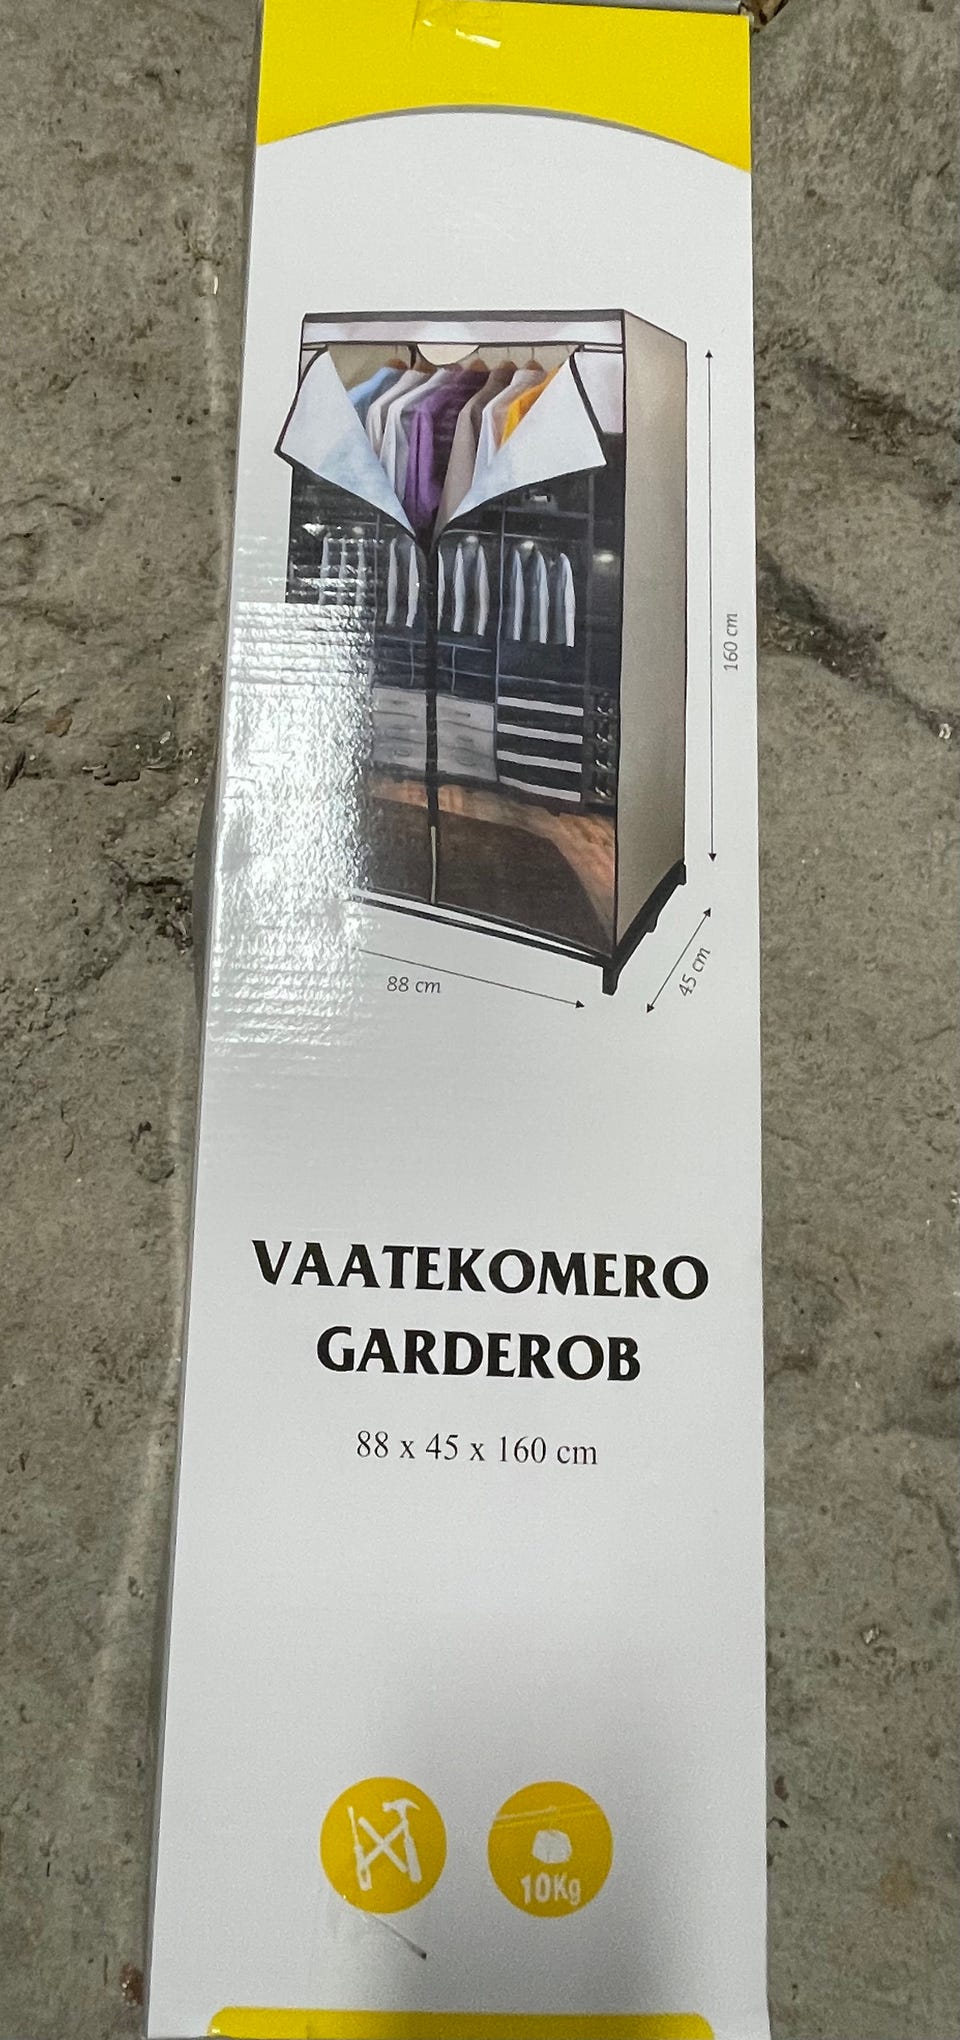 160 cm
88 cm
45 cm
VAATEKOMERO
GARDEROB
88 x 45 x 160 cm
10Kg